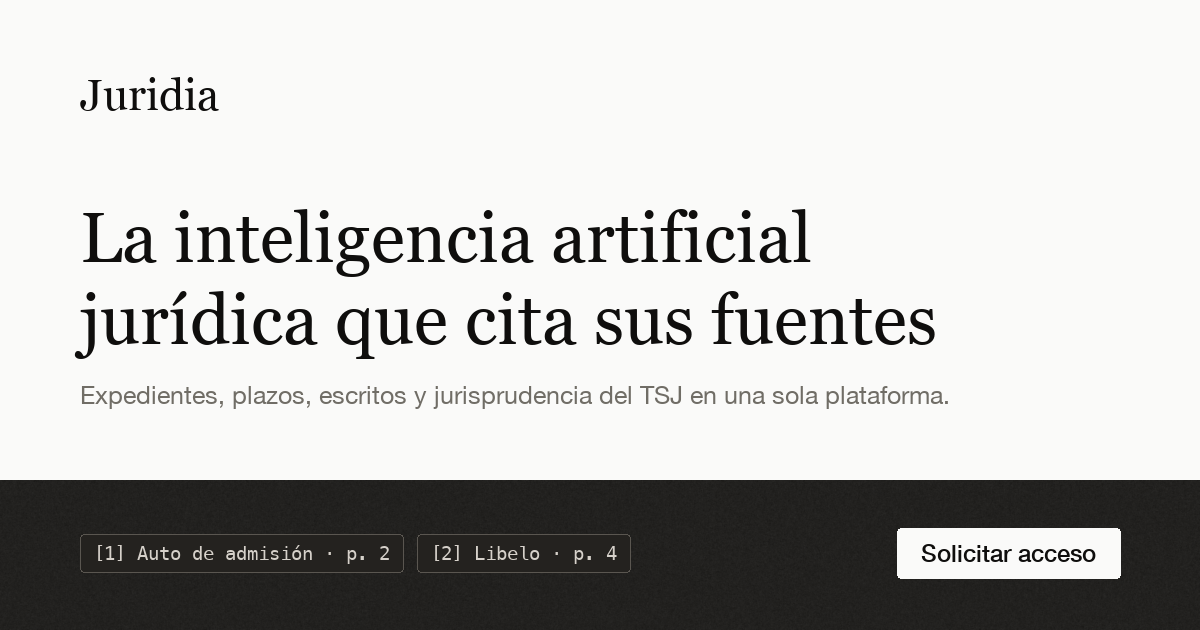 Juridia
La inteligencia artificial
jurídica que cita sus fuentes
Expedientes, plazos, escritos y jurisprudencia del TSJ en una sola plataforma.
[1] Auto de admisión · p. 2
[2] Libelo · p. 4
Solicitar acceso